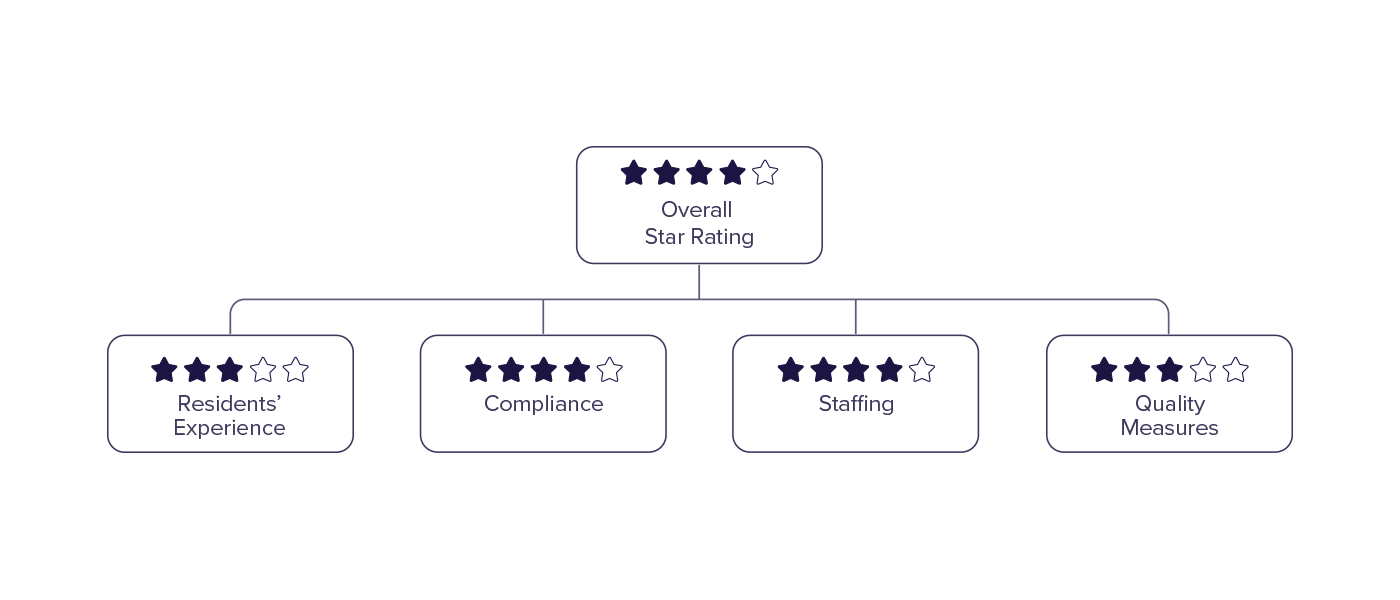 Overall
Star Rating
Residents’
Experience
Compliance
Staffing
Quality
Measures